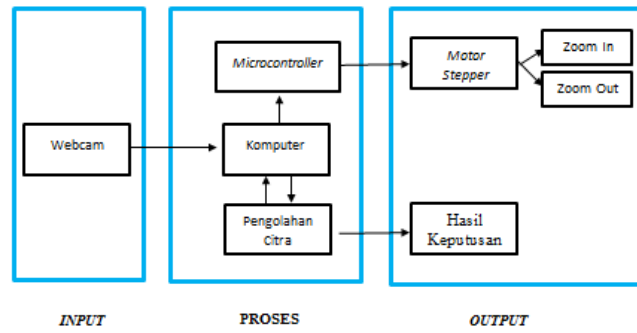 Webcam
Microcontroller
Komputer
Pengolahan
Citra
Motor
Stepper
Zoom In
Zoom Out
Hasil
Keputusan
INPUT
PROSES
OUTPUT